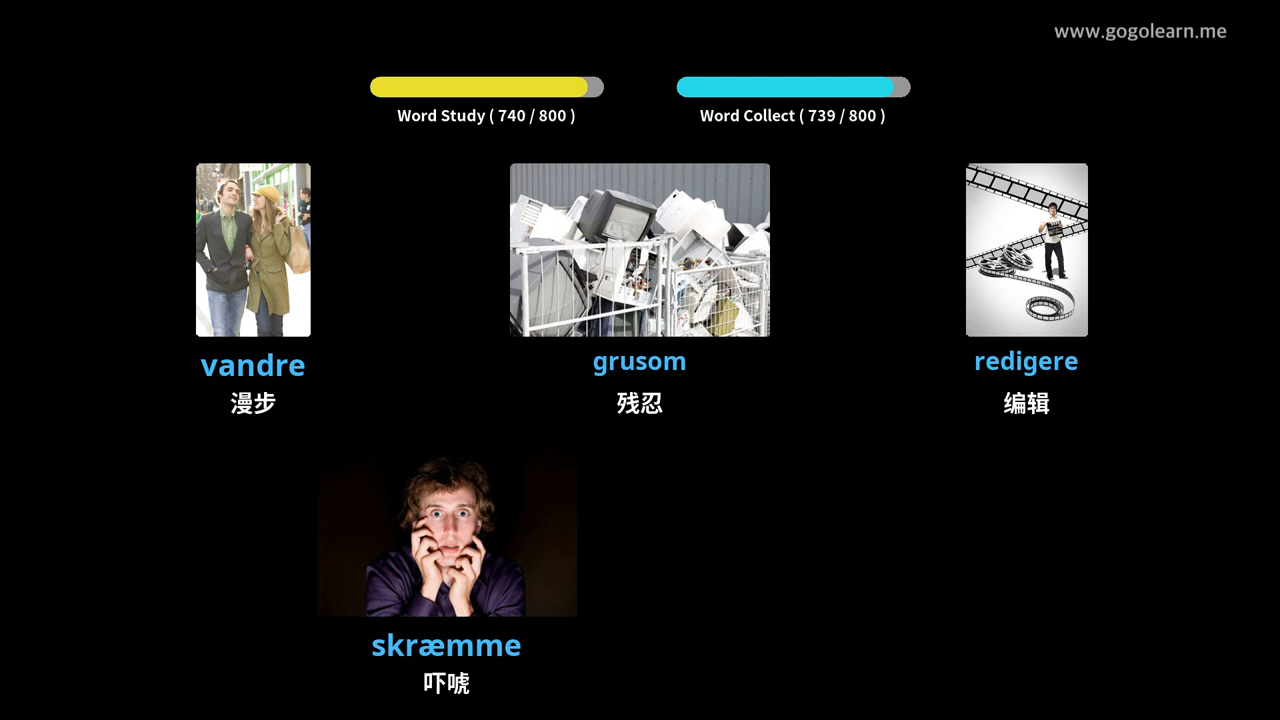 www.gogolearn.me
Word Study ( 740 / 800 )
Word Collect ( 739 / 800 )
vandre
漫步
grusom
残忍
redigere
编辑
skræmme
吓唬